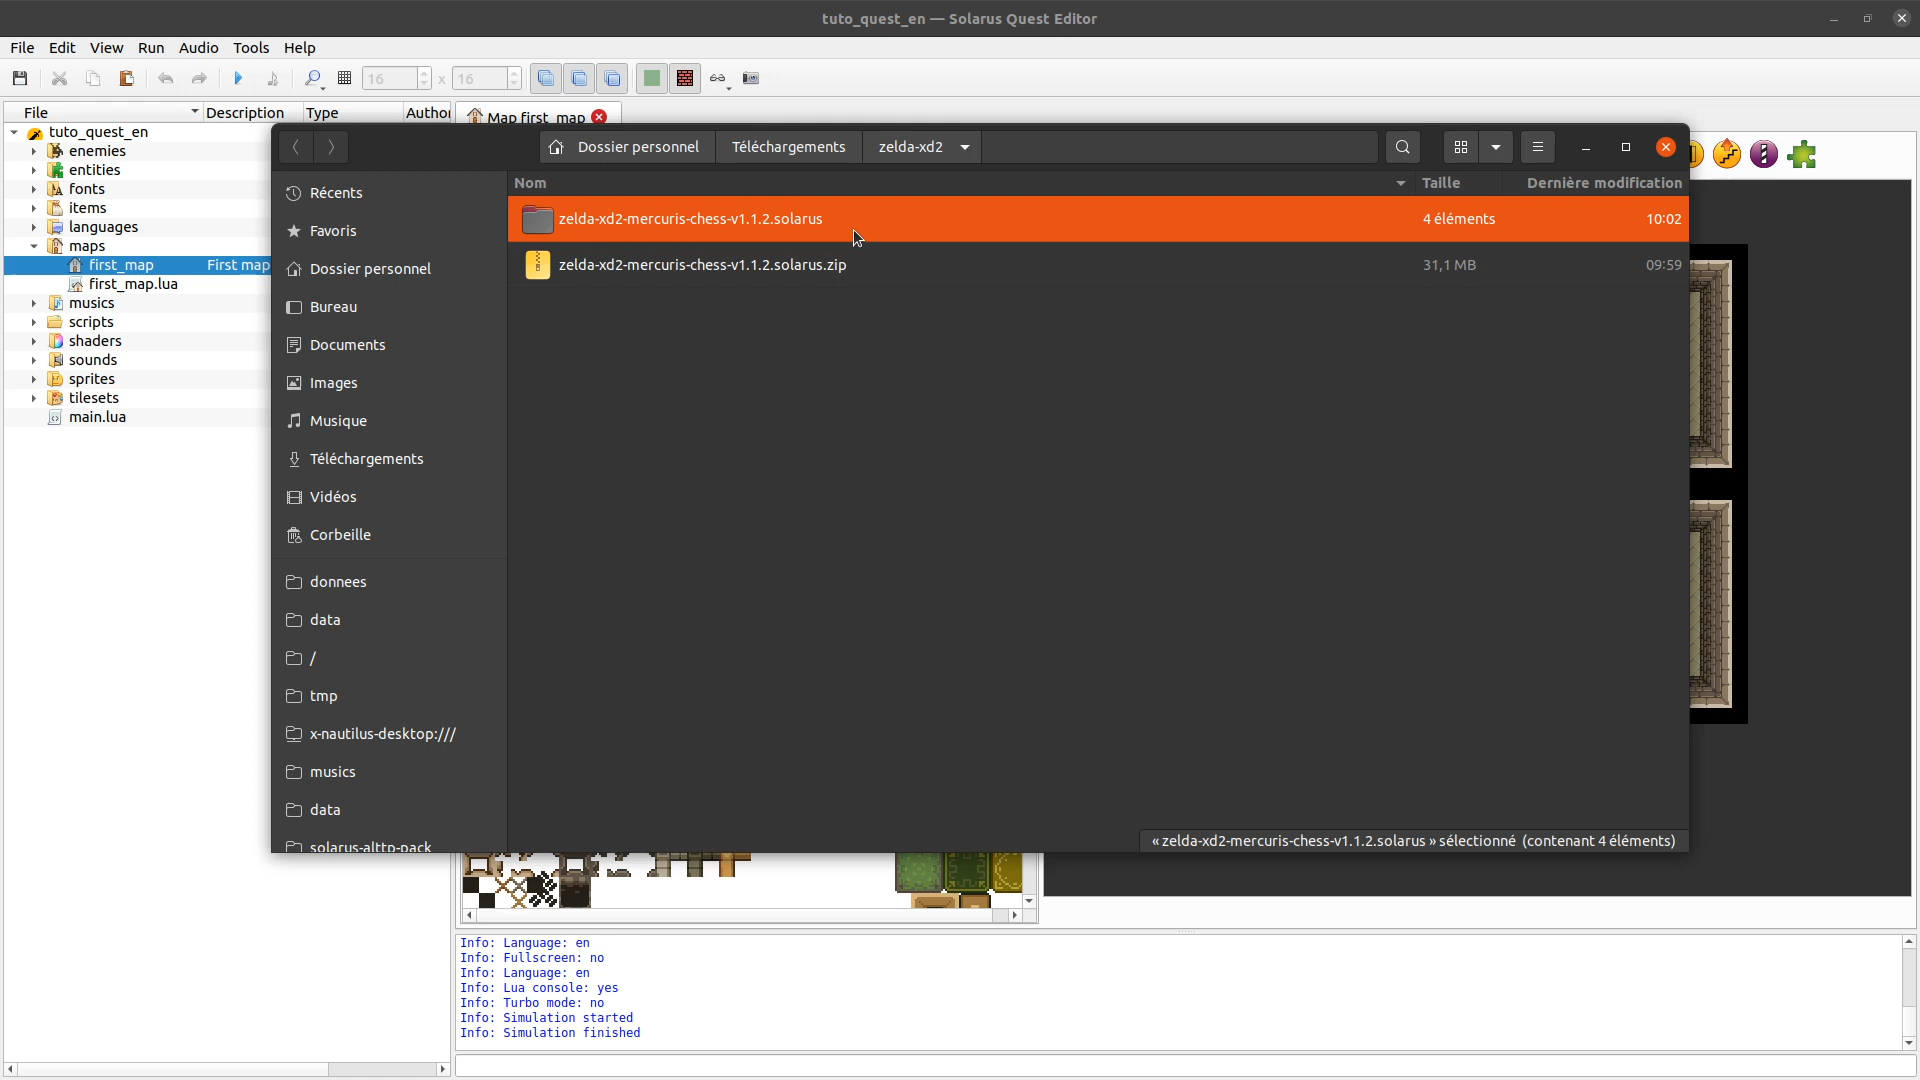 tuto_quest_en — Solarus Quest Editor
File Edit View Run Audio Tools Help
16 x 16
File Description Type Author
Map first_map
tuto_quest_en
enemies
entities
fonts
items
languages
maps
first_map First map
first_map.lua
musics
scripts
shaders
sounds
sprites
tilesets
main.lua
Dossier personnel Téléchargements zelda-xd2
Récents
Favoris
Dossier personnel
Bureau
Documents
Images
Musique
Téléchargements
Vidéos
Corbeille
donnees
data
/
tmp
x-nautilus-desktop:///
musics
data
solarus-alttp-pack
Nom Taille Dernière modification
zelda-xd2-mercuris-chess-v1.1.2.solarus 4 éléments 10:02
zelda-xd2-mercuris-chess-v1.1.2.solarus.zip 31,1 MB 09:59
« zelda-xd2-mercuris-chess-v1.1.2.solarus » sélectionné (contenant 4 éléments)
Info: Language: en
Info: Fullscreen: no
Info: Language: en
Info: Lua console: yes
Info: Turbo mode: no
Info: Simulation started
Info: Simulation finished